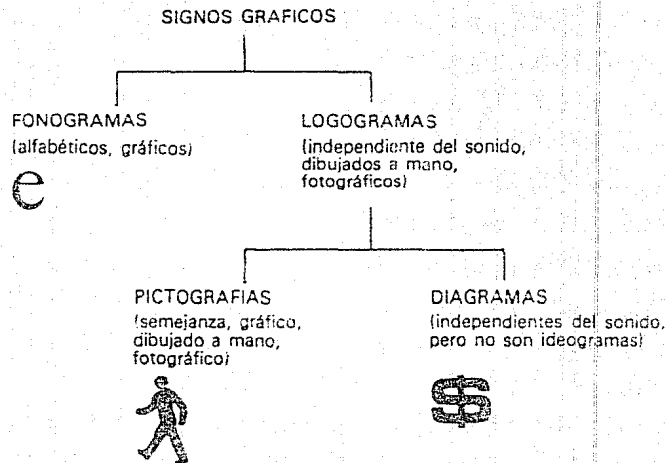 SIGNOS GRAFICOS
FONOGRAMAS
(alfabéticos, gráficos)
e
LOGOGRAMAS
(independiente del sonido,
dibujados a mano,
fotográficos)
PICTOGRAFIAS
(semejanza, gráfico,
dibujado a mano,
fotográfico)
DIAGRAMAS
(independientes del sonido,
pero no son ideogramas)
$